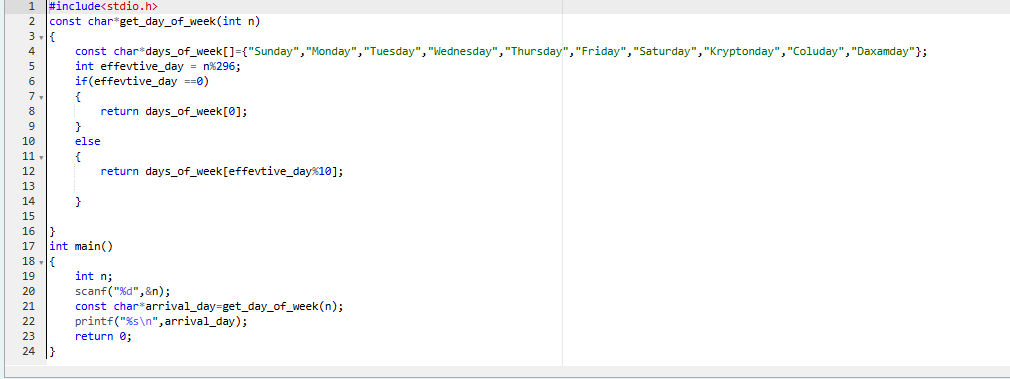 1 #include<stdio.h>
2 const char*get_day_of_week(int n)
3 {
4 const char*days_of_week[]={"Sunday","Monday","Tuesday","Wednesday","Thursday","Friday","Saturday","Kryptonday","Coluday","Daxamday"};
5 int effevtive_day = n%296;
6 if(effevtive_day ==0)
7 {
8 return days_of_week[0];
9 }
10 else
11 {
12 return days_of_week[effevtive_day%10];
13
14 }
15
16 }
17 int main()
18 {
19 int n;
20 scanf("%d",&n);
21 const char*arrival_day=get_day_of_week(n);
22 printf("%s\n",arrival_day);
23 return 0;
24 }